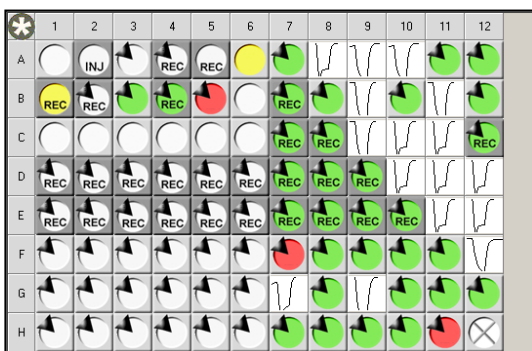 1 2 3 4 5 6 7 8 9 10 11 12
A INJ REC REC
B REC REC REC REC
C REC REC REC
D REC REC REC REC REC REC REC REC REC
E REC REC REC REC REC REC REC REC REC REC
F
G
H